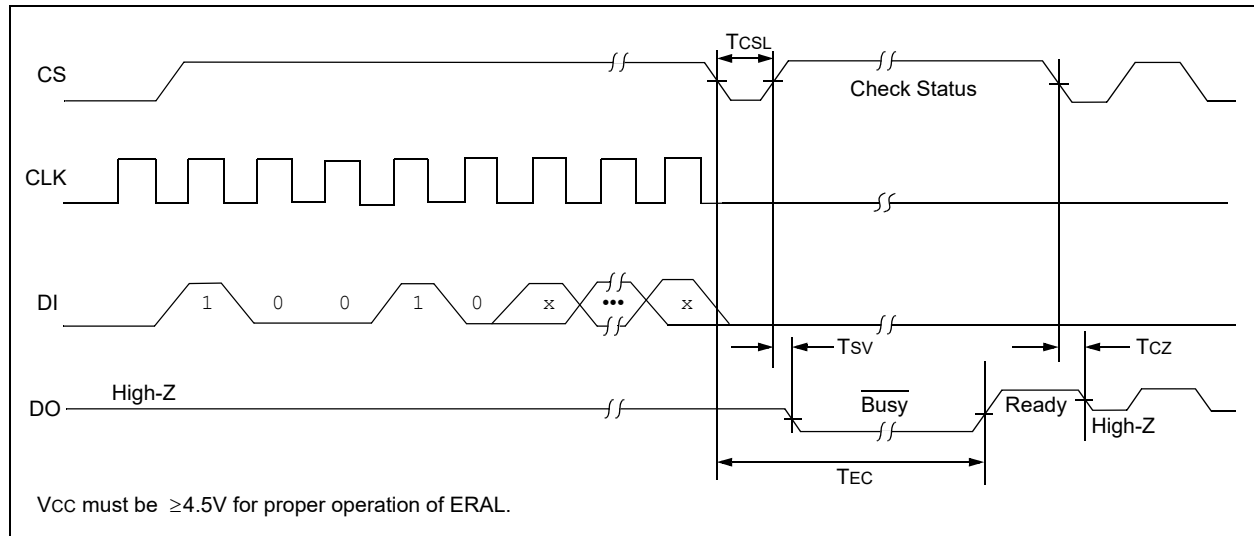 TCSL
CS
Check Status
CLK
DI
1 0 0 1 0 x ••• x
TSV
TCZ
DO
High-Z
Busy
Ready
High-Z
TEC
VCC must be ≥4.5V for proper operation of ERAL.